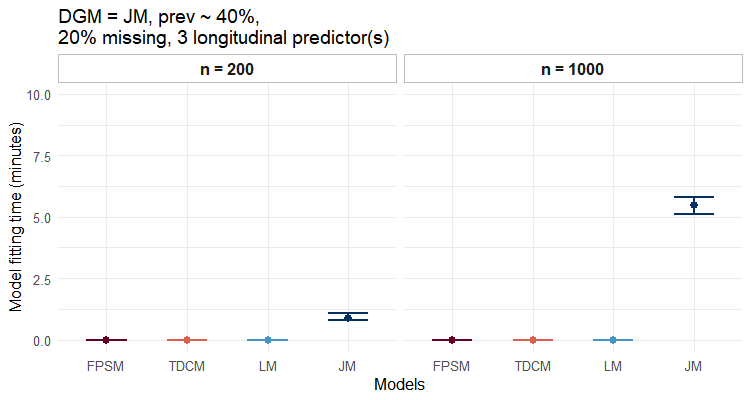 DGM = JM, prev ~ 40%,
20% missing, 3 longitudinal predictor(s)
n = 200
n = 1000
Model fitting time (minutes)
10.0
7.5
5.0
2.5
0.0
FPSM TDCM LM JM
FPSM TDCM LM JM
Models